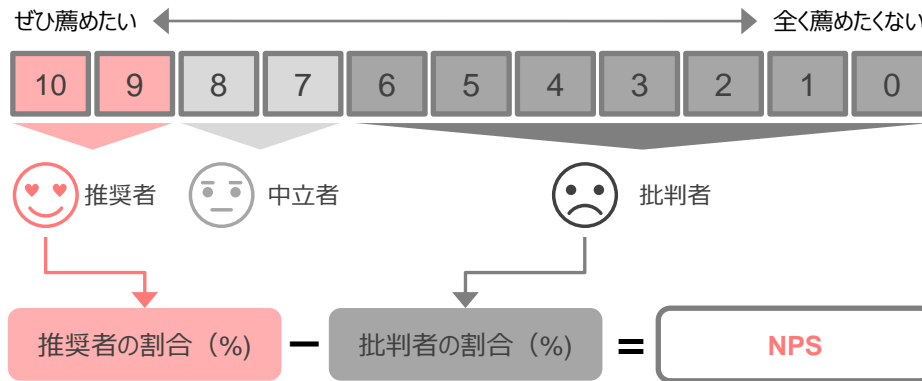 ぜひ薦めたい 全く薦めたくない
10 9 8 7 6 5 4 3 2 1 0
推奨者 中立者 批判者
推奨者の割合（%） － 批判者の割合（%） = NPS